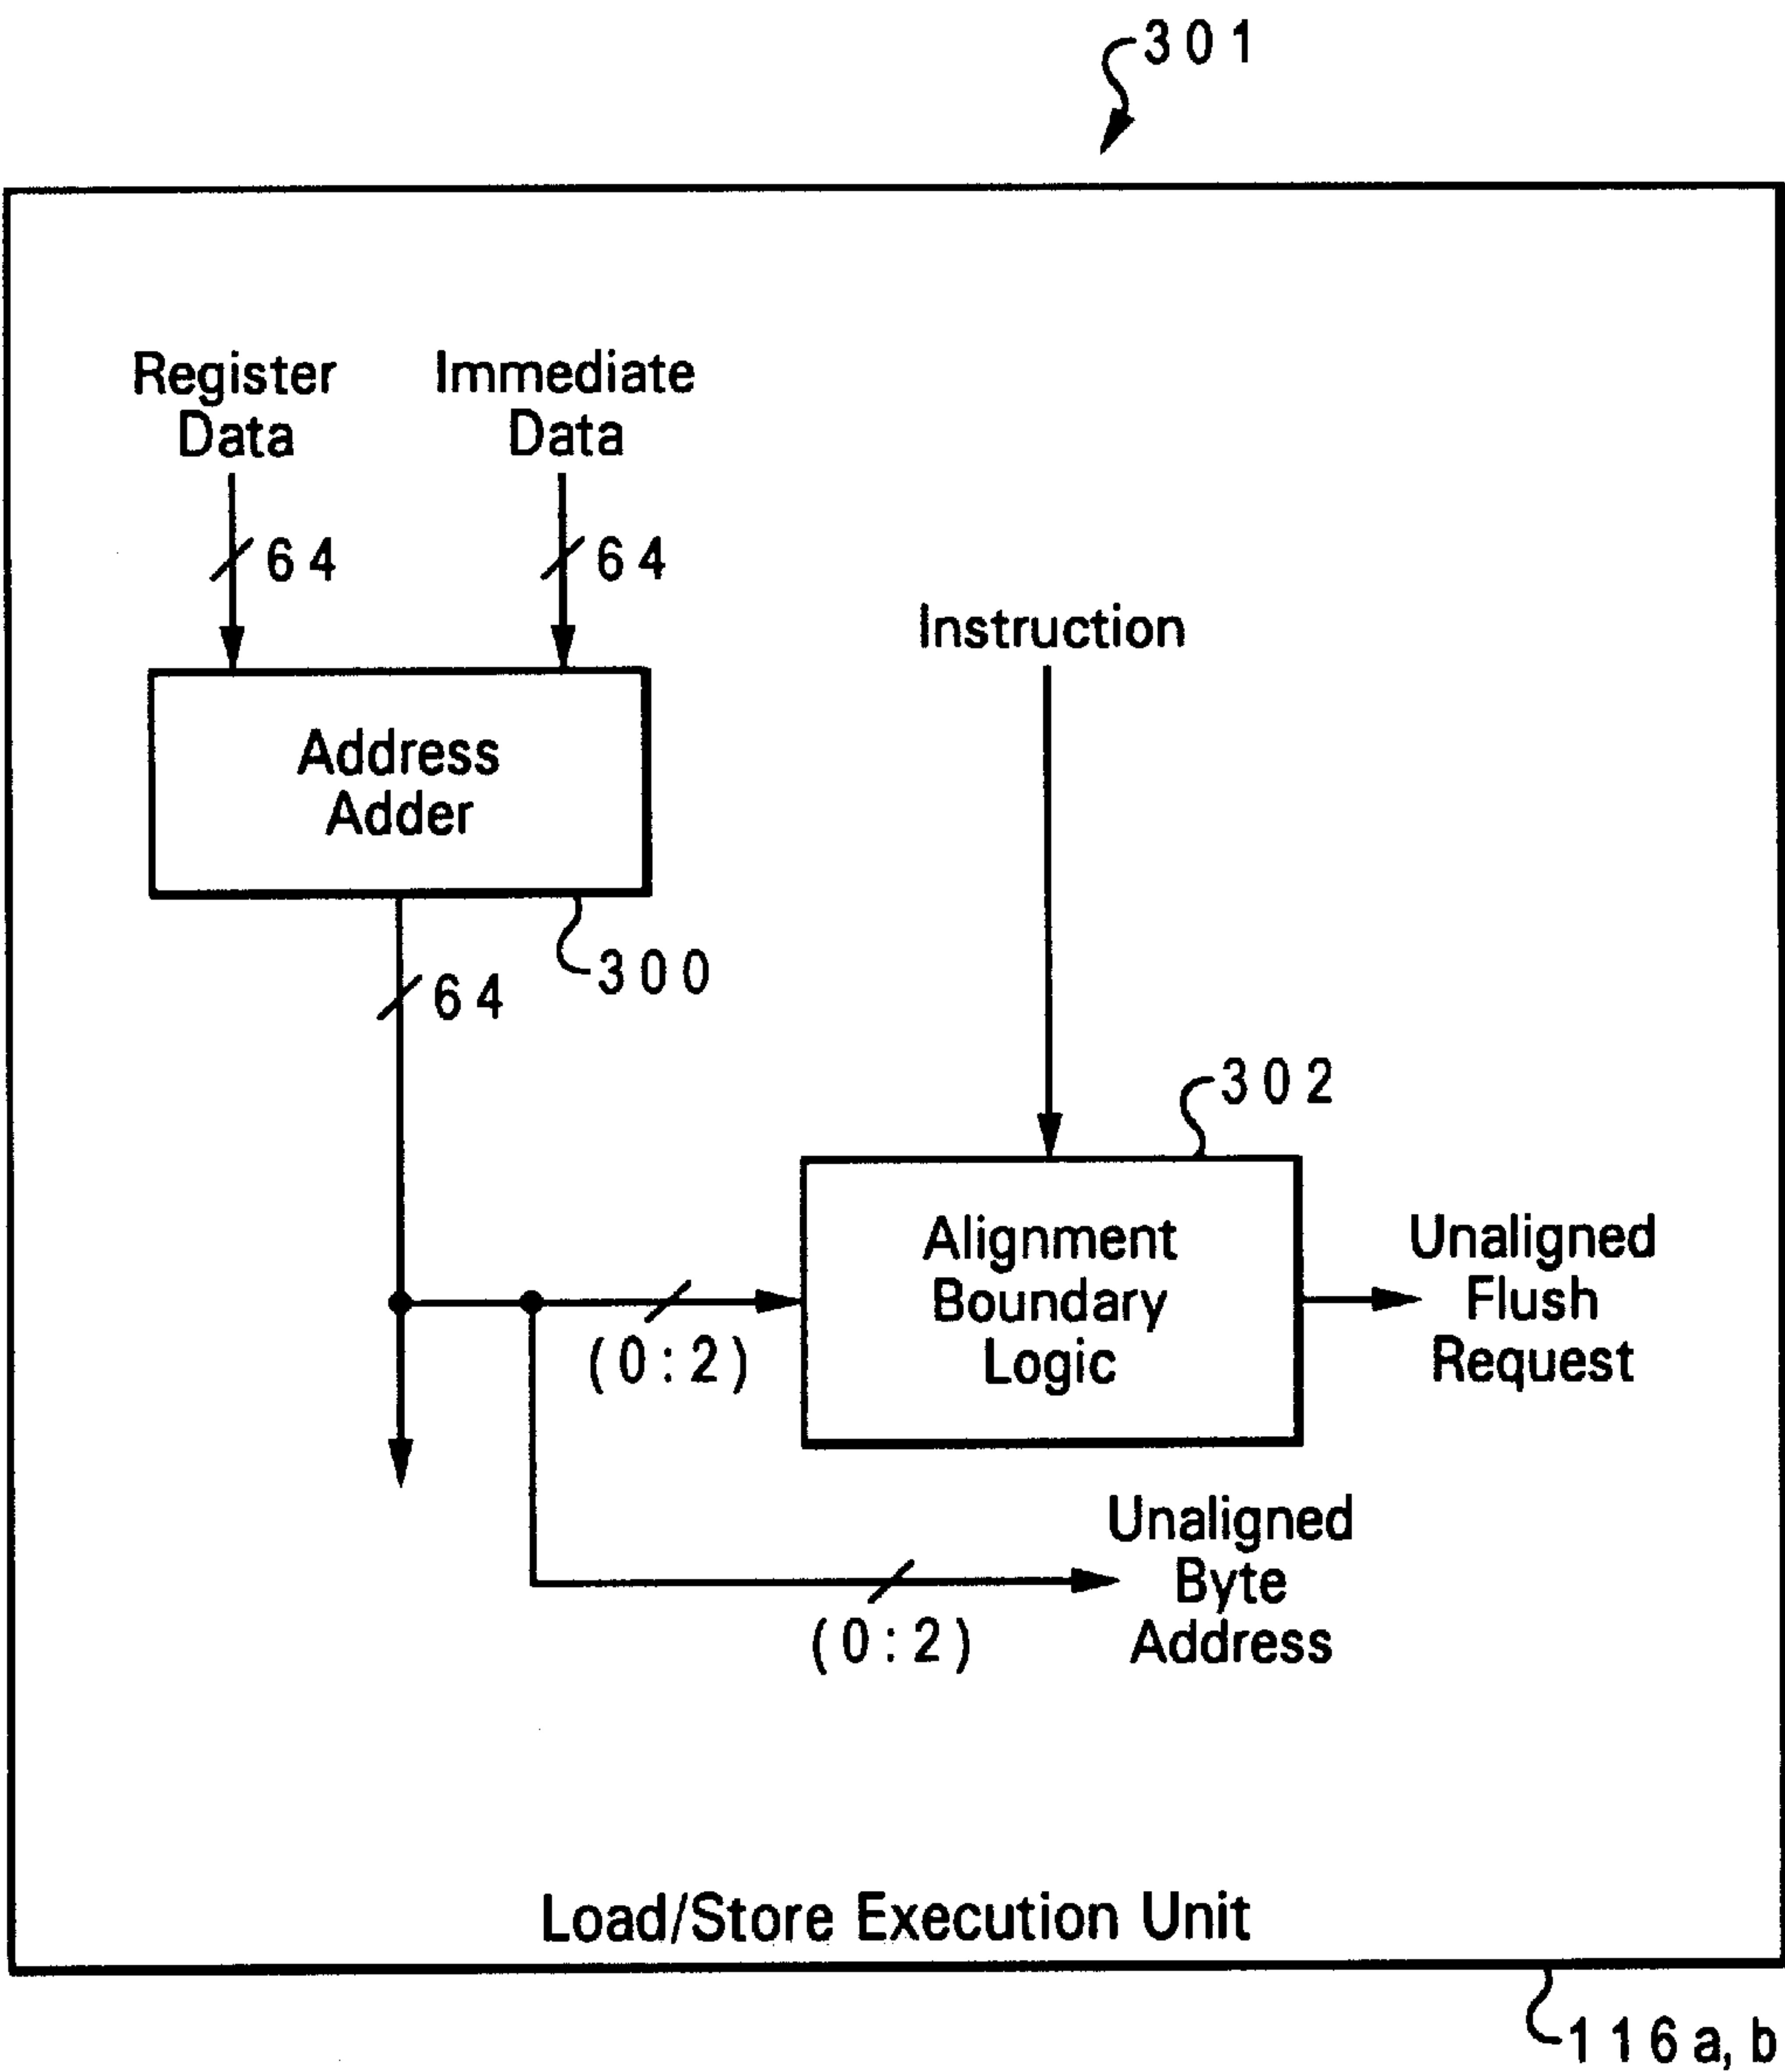 301
Register
Data
Immediate
Data
64
64
Instruction
Address
Adder
300
64
302
Alignment
Boundary
Logic
Unaligned
Flush
Request
(0:2)
Unaligned
Byte
Address
(0:2)
Load/Store Execution Unit
116a, b